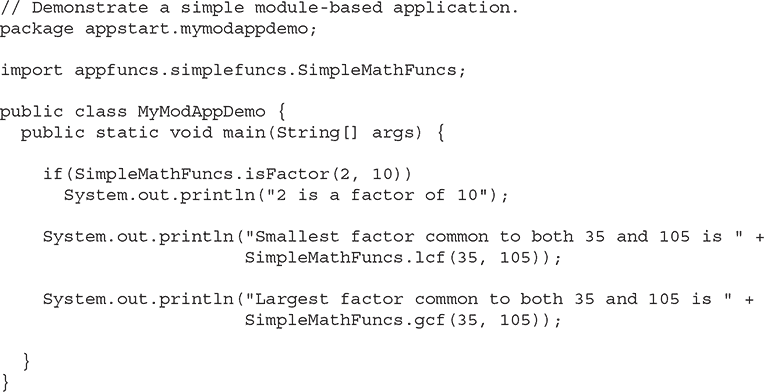 // Demonstrate a simple module-based application.
package appstart.mymodappdemo;

import appfuncs.simplefuncs.SimpleMathFuncs;

public class MyModAppDemo {
  public static void main(String[] args) {

    if(SimpleMathFuncs.isFactor(2, 10))
      System.out.println("2 is a factor of 10");

    System.out.println("Smallest factor common to both 35 and 105 is " +
                       SimpleMathFuncs.lcf(35, 105));

    System.out.println("Largest factor common to both 35 and 105 is " +
                       SimpleMathFuncs.gcf(35, 105));

  }
}